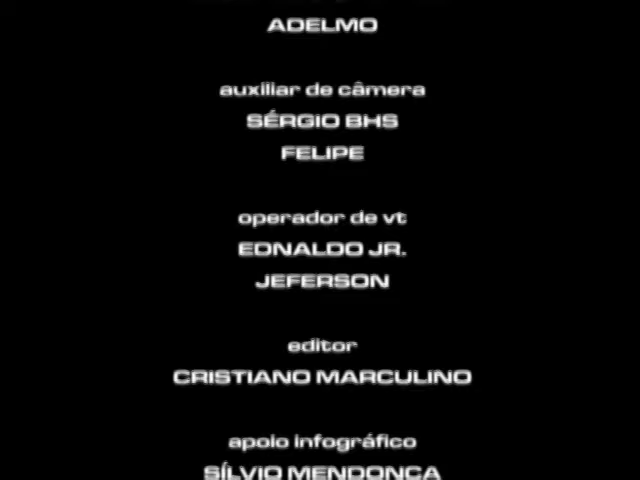 ADELMO
auxiliar de câmera
SÉRGIO BHS
FELIPE
operador de vt
EDNALDO JR.
JEFERSON
editor
CRISTIANO MARCULINO
apoio infográfico
SÍLVIO MENDONÇA